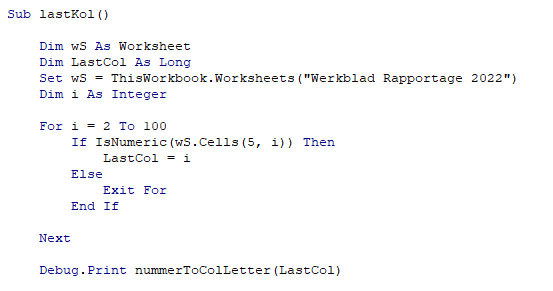 Sub lastKol()
Dim wS As Worksheet
Dim LastCol As Long
Set wS = ThisWorkbook.Worksheets("Werkblad Rapportage 2022")
Dim i As Integer
For i = 2 To 100
If IsNumeric(wS.Cells(5, i)) Then
LastCol = i
Else
Exit For
End If
Next
Debug.Print nummerToColLetter(LastCol)